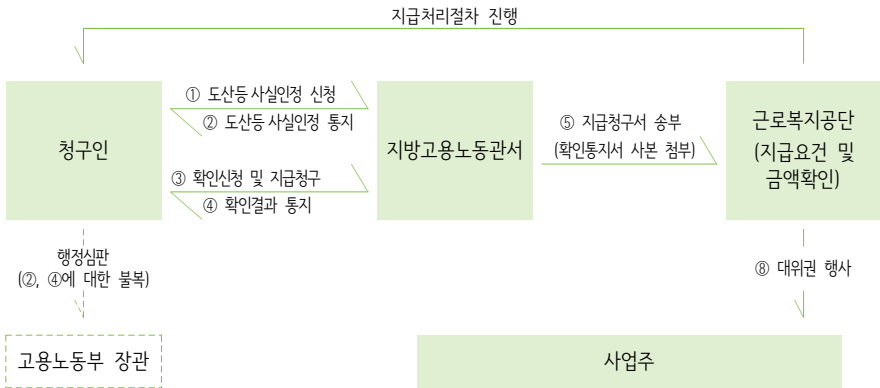 지급처리절차 진행
① 도산등 사실인정 신청
② 도산등 사실인정 통지
청구인
③ 확인신청 및 지급청구
④ 확인결과 통지
지방고용노동관서
⑤ 지급청구서 송부
(확인통지서 사본 첨부)
근로복지공단
(지급요건 및
금액확인)
행정심판
(②, ④에 대한 불복)
⑧ 대위권 행사
고용노동부 장관
사업주